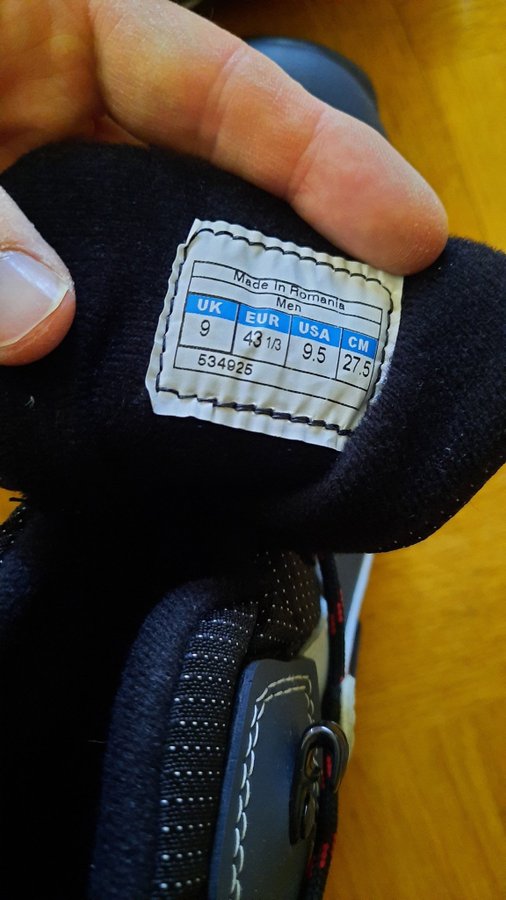 Made in Romania
Men
UK EUR USA CM
9 43 1/3 9.5 27.5
534925